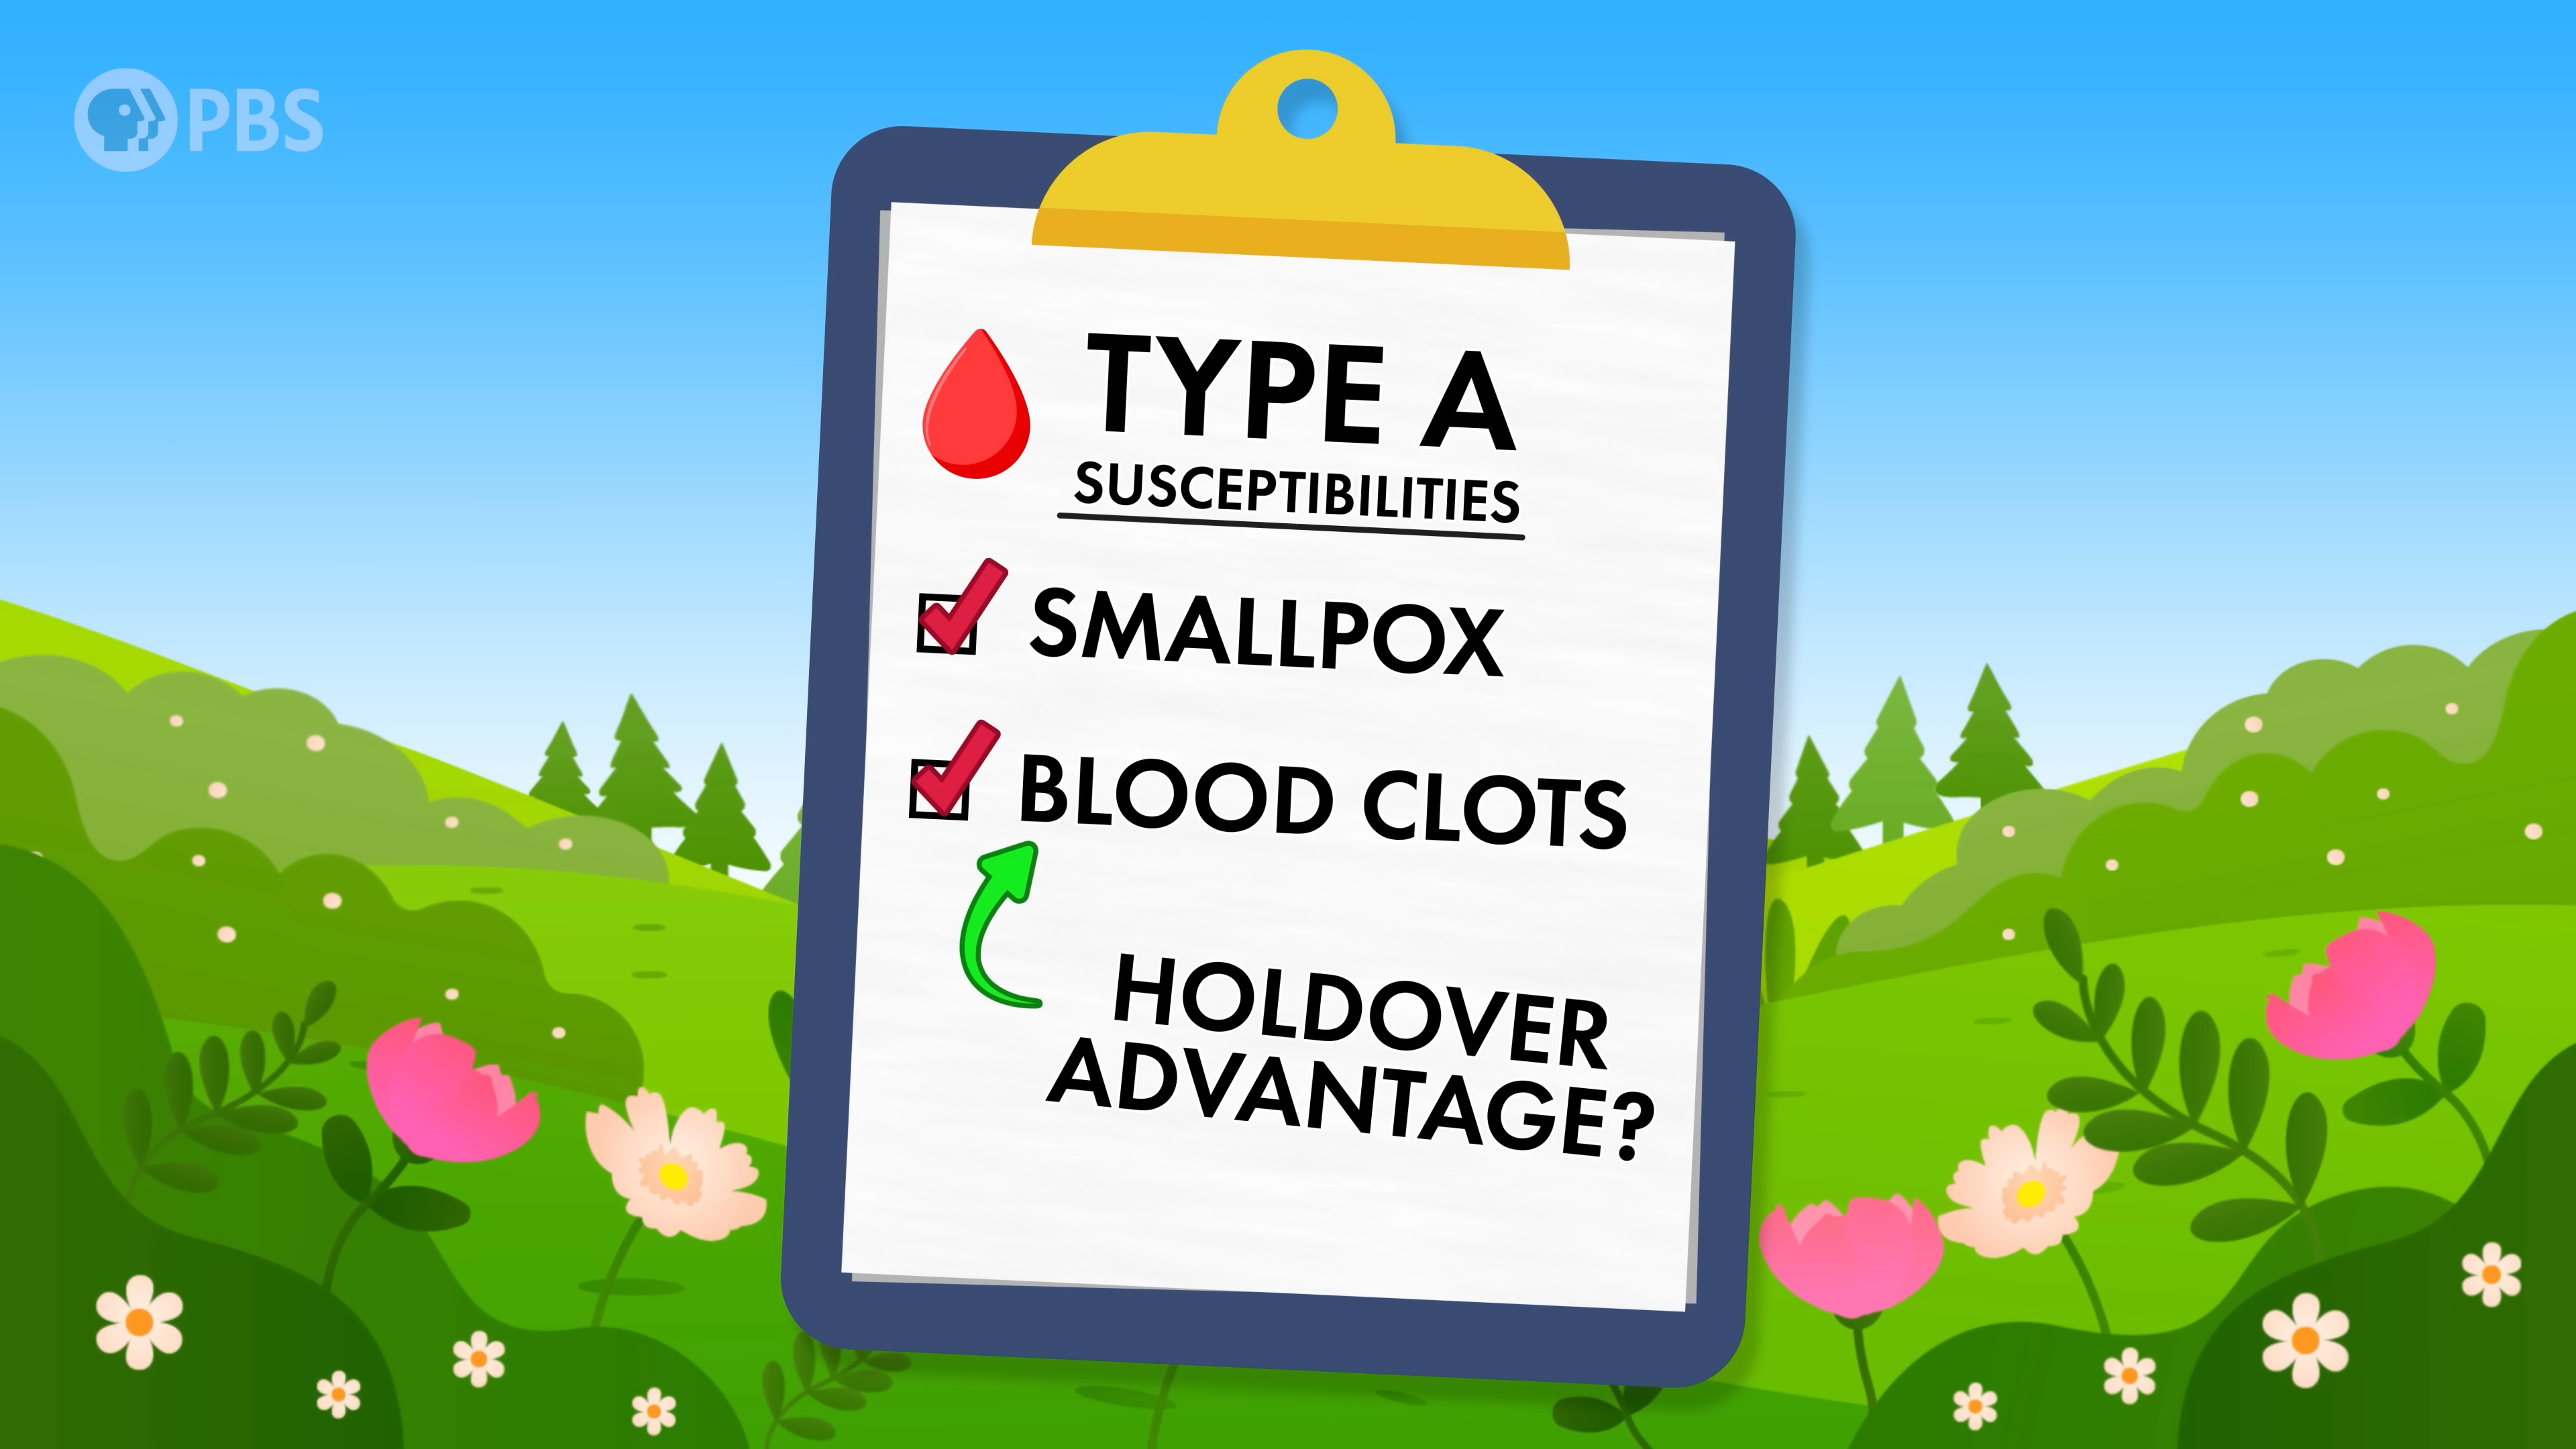 PBS
TYPE A
SUSCEPTIBILITIES
SMALLPOX
BLOOD CLOTS
HOLDOVER
ADVANTAGE?